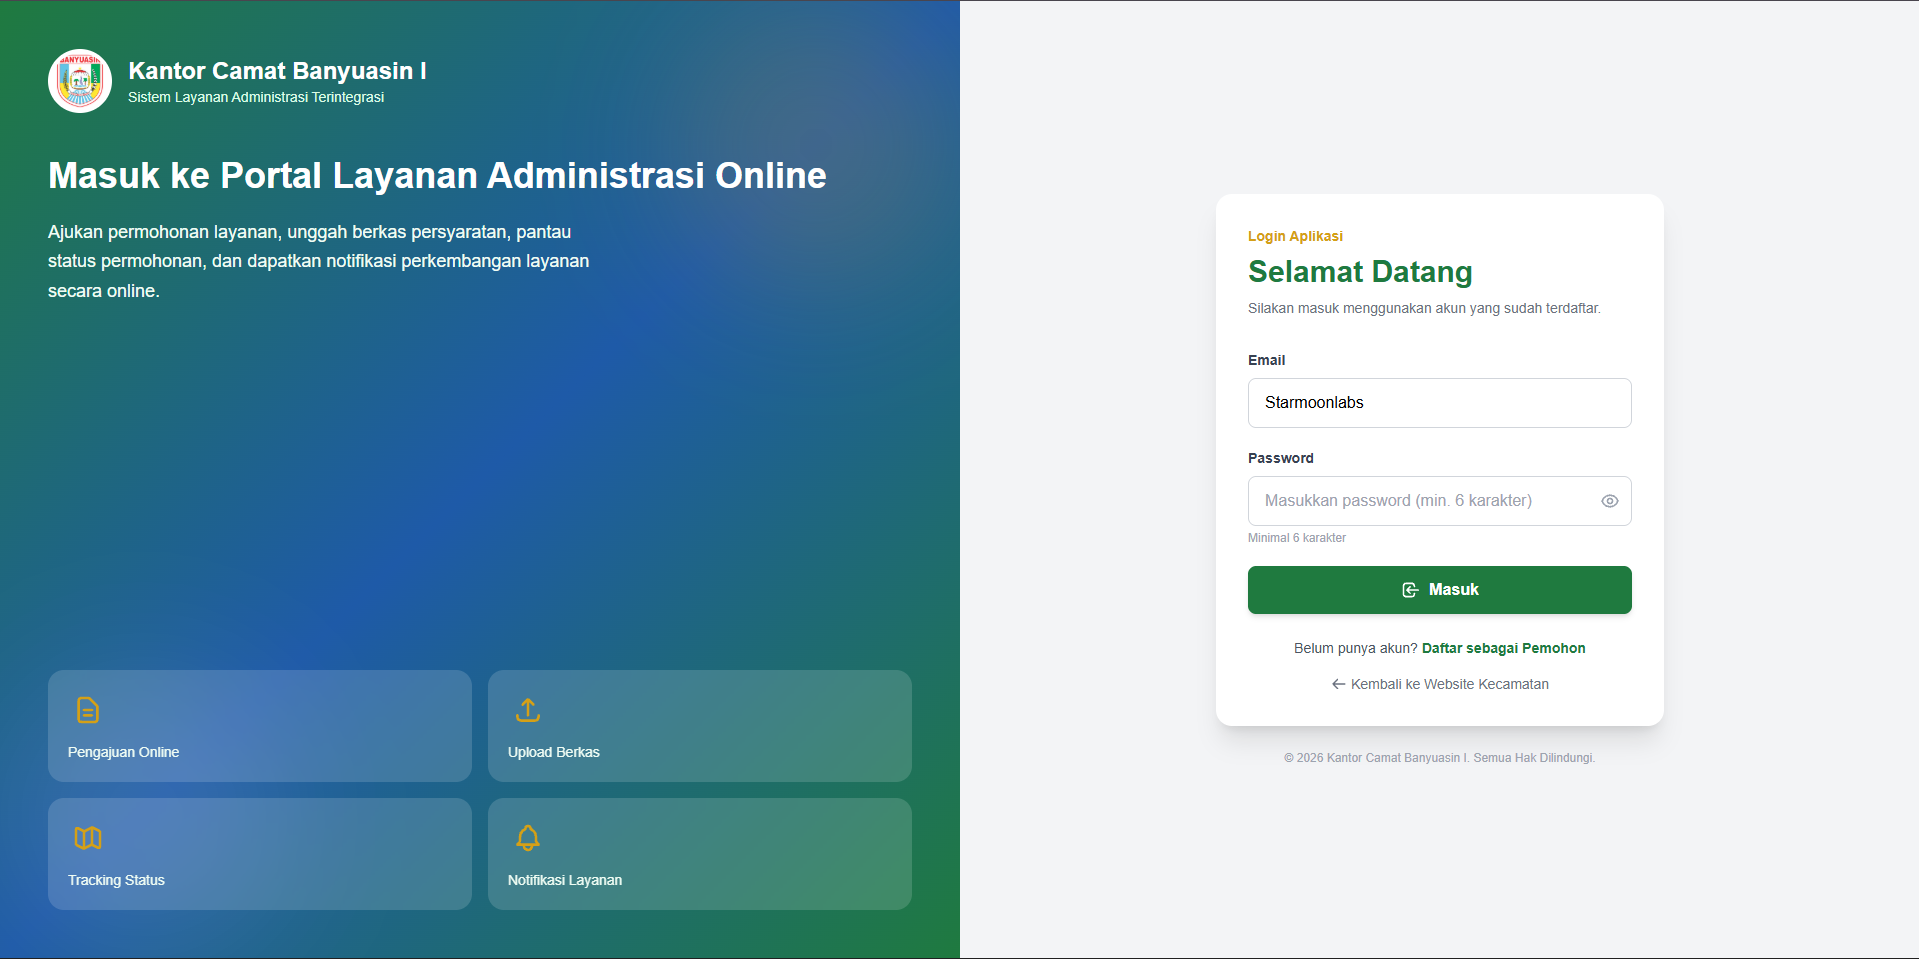 BANYUASIN
Kantor Camat Banyuasin I
Sistem Layanan Administrasi Terintegrasi
Masuk ke Portal Layanan Administrasi Online
Ajukan permohonan layanan, unggah berkas persyaratan, pantau
status permohonan, dan dapatkan notifikasi perkembangan layanan
secara online.
Pengajuan Online
Upload Berkas
Tracking Status
Notifikasi Layanan
Login Aplikasi
Selamat Datang
Silakan masuk menggunakan akun yang sudah terdaftar.
Email
Starmoonlabs
Password
Masukkan password (min. 6 karakter)
Minimal 6 karakter
Masuk
Belum punya akun? Daftar sebagai Pemohon
← Kembali ke Website Kecamatan
© 2026 Kantor Camat Banyuasin I. Semua Hak Dilindungi.